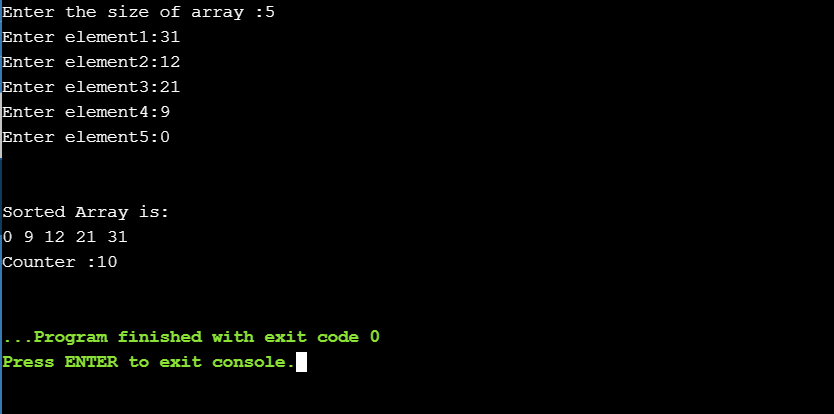 Enter the size of array :5
Enter element1:31
Enter element2:12
Enter element3:21
Enter element4:9
Enter element5:0
Sorted Array is:
0 9 12 21 31
Counter :10
...Program finished with exit code 0
Press ENTER to exit console.